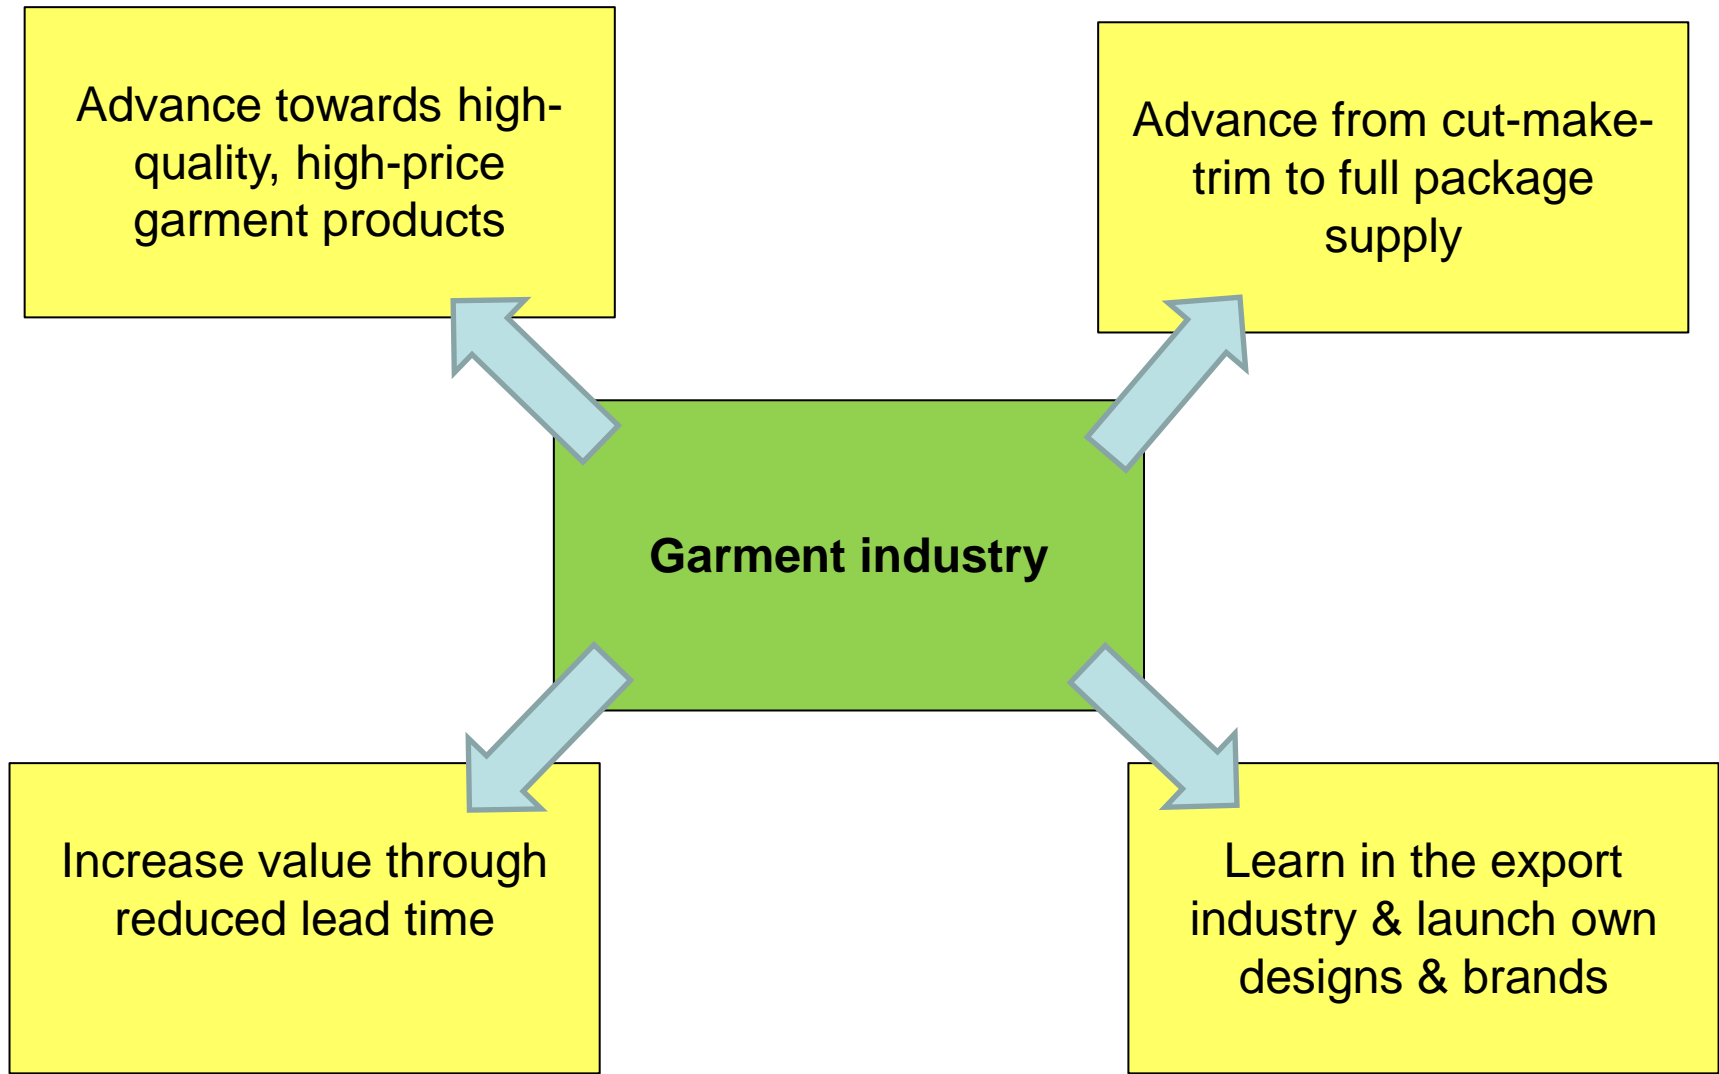 Advance towards high-
quality, high-price
garment products
Advance from cut-make-
trim to full package
supply
Garment industry
Increase value through
reduced lead time
Learn in the export
industry & launch own
designs & brands